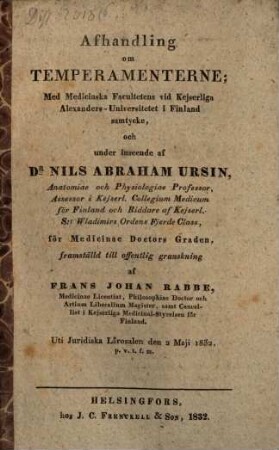 Afhandling
om
TEMPERAMENTERNE;
Med Medicinska Facultetens vid Kejserliga
Alexanders-Universitetet i Finland
samtycke,
och
under inseende af
DR NILS ABRAHAM URSIN,
Anatomiae och Physiologiae Professor,
Assessor i Kejserl. Collegium Medicum
för Finland och Riddare af Kejserl.
S:t Wladimirs Ordens Fjerde Class,
för Medicinae Doctors Graden,
framställd till offentlig granskning
af
FRANS JOHAN RABBE,
Medicinae Licentiat, Philosophiae Doctor och
Artium Liberalium Magister, samt Cancel-
list i Kejserliga Medicinal-Styrelsen för
Finland.
Uti Juridiska Lärosalen den 2 Maji 1832.
p. v. t. f. m.
HELSINGFORS,
hos J. C. FRENCKELL & SON, 1832.